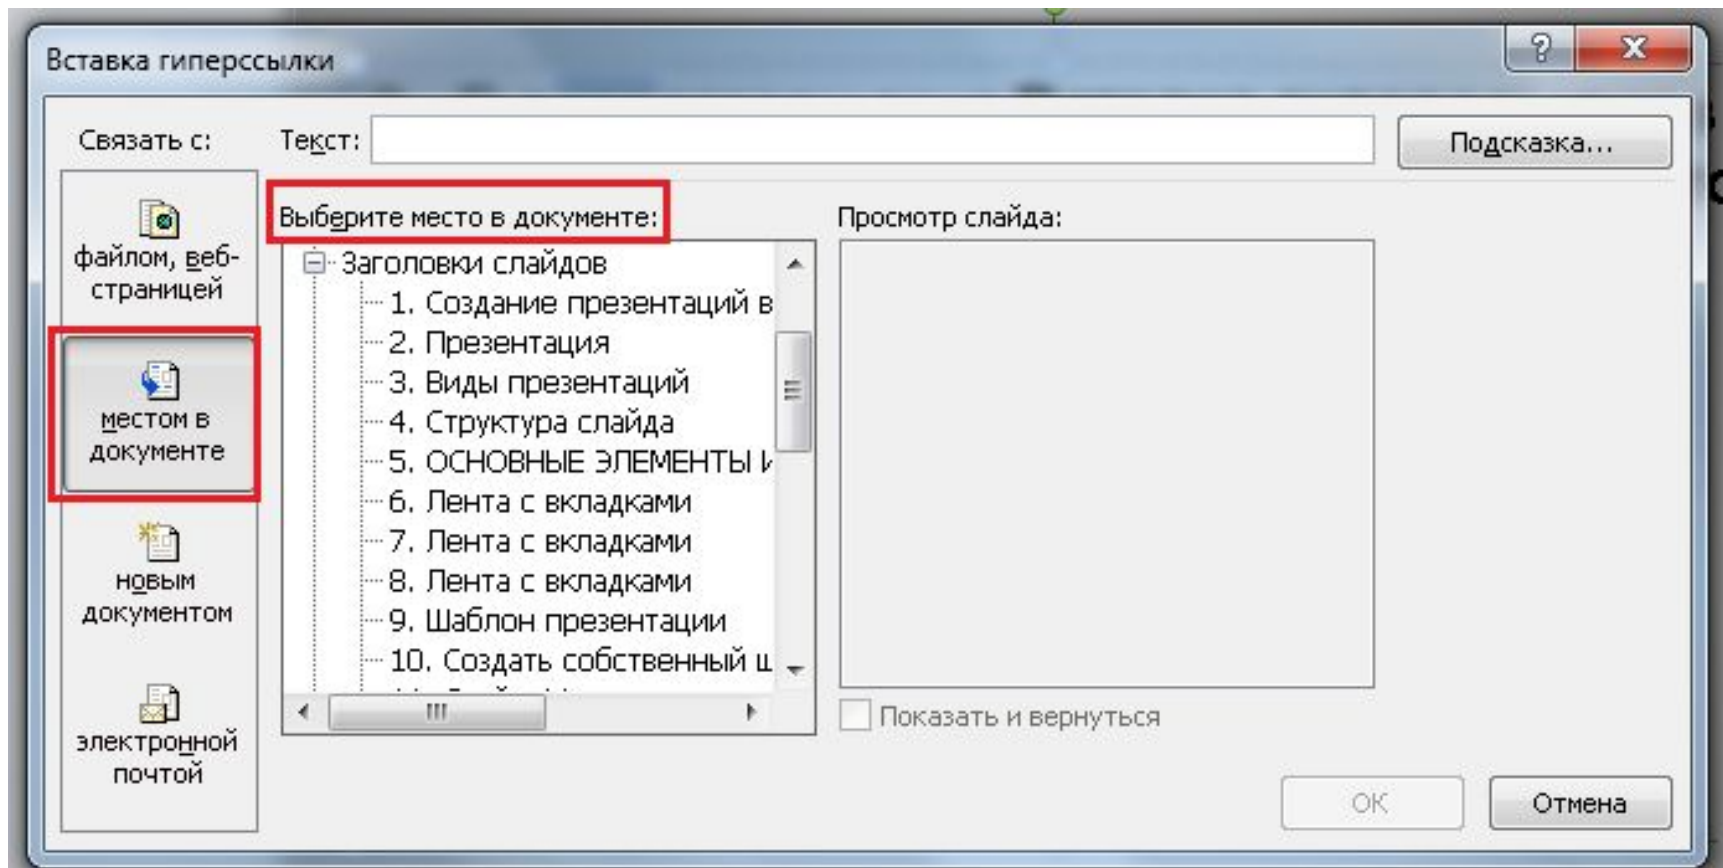 Вставка гиперссылки
Связать с:
Текст:
Подсказка...
файлом, веб-
страницей
местом в
документе
новым
документом
электронной
почтой
Выберите место в документе:
Заголовки слайдов
1. Создание презентаций в
2. Презентация
3. Виды презентаций
4. Структура слайда
5. ОСНОВНЫЕ ЭЛЕМЕНТЫ
6. Лента с вкладками
7. Лента с вкладками
8. Лента с вкладками
9. Шаблон презентации
10. Создать собственный
Просмотр слайда:
Показать и вернуться
ОК
Отмена